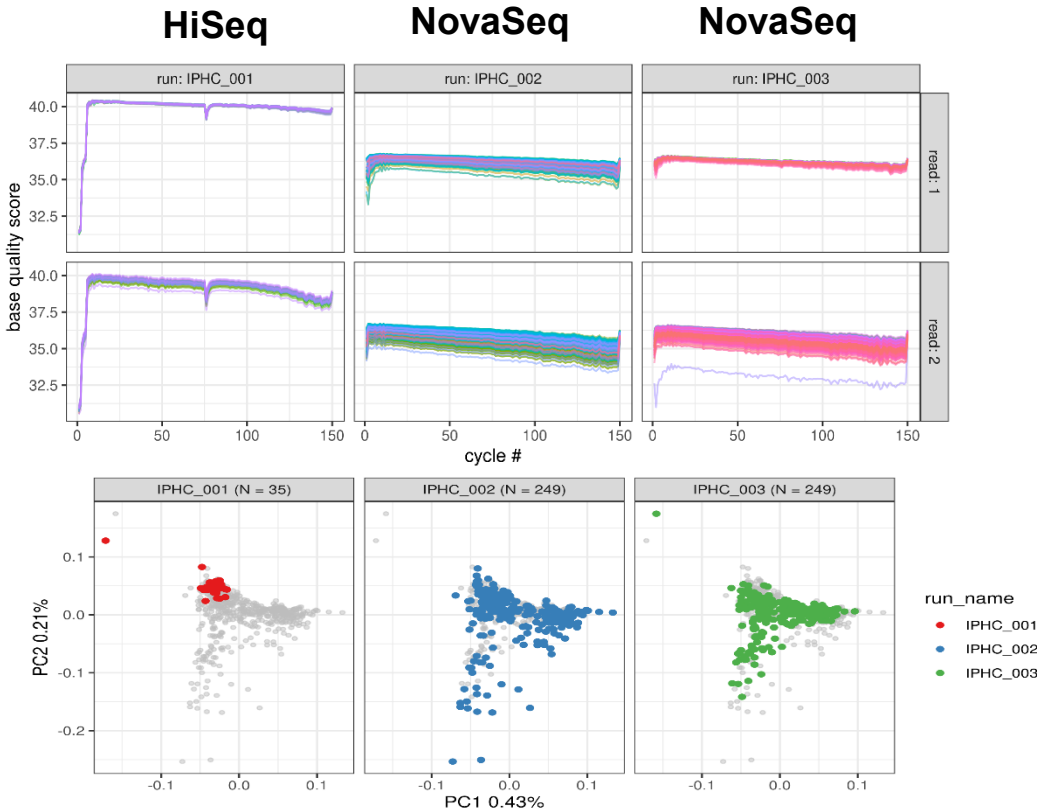 HiSeq NovaSeq NovaSeq
run: IPHC_001 run: IPHC_002 run: IPHC_003
40.0
37.5
35.0
32.5
read: 1
base quality score
40.0
37.5
35.0
32.5
read: 2
0 50 100 150 0 50 100 150 0 50 100 150
cycle #
IPHC_001 (N = 35) IPHC_002 (N = 249) IPHC_003 (N = 249)
0.1
0.0
-0.1
-0.2
PC2 0.21%
-0.1 0.0 0.1 -0.1 0.0 0.1 -0.1 0.0 0.1
PC1 0.43%
run_name
IPHC_001
IPHC_002
IPHC_003